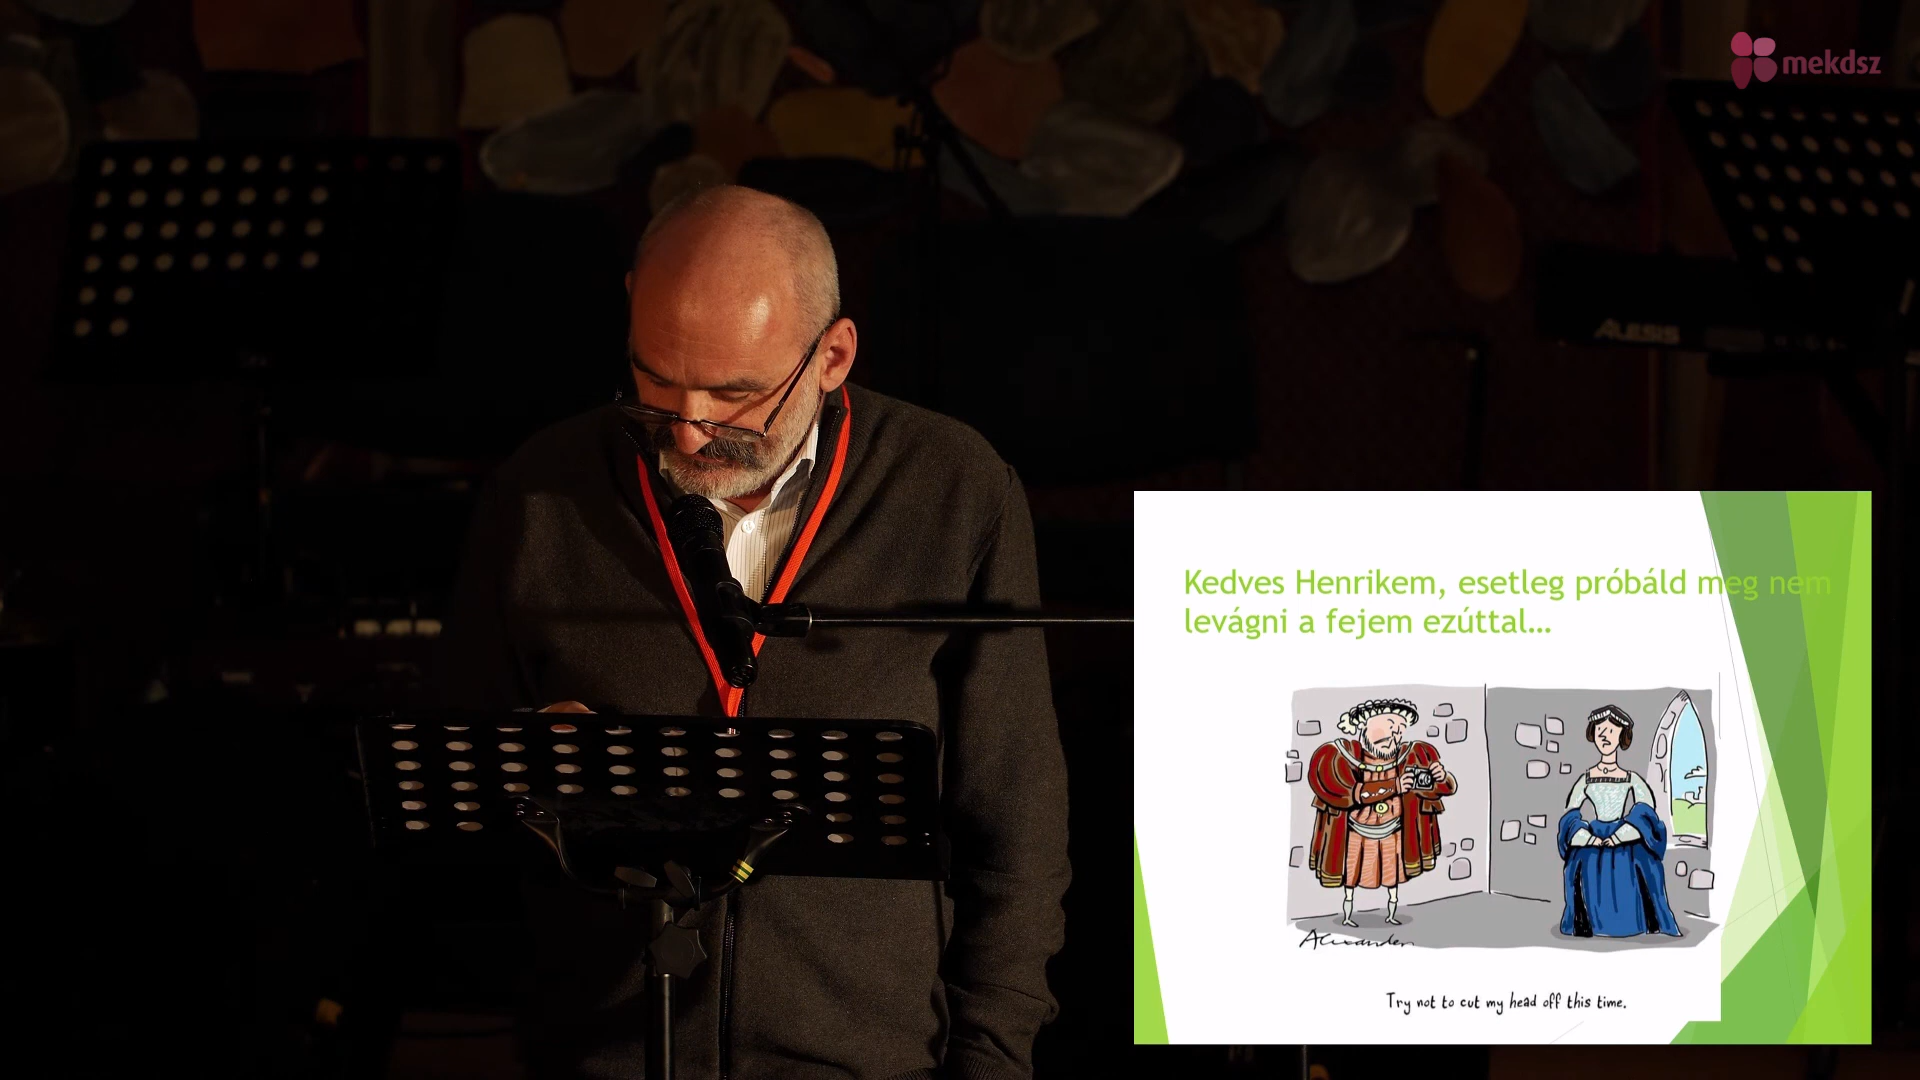 mekdsz
ALESIS
Kedves Henrikem, esetleg próbáld meg nem
levágni a fejem ezúttal…
Alexander
Try not to cut my head off this time.